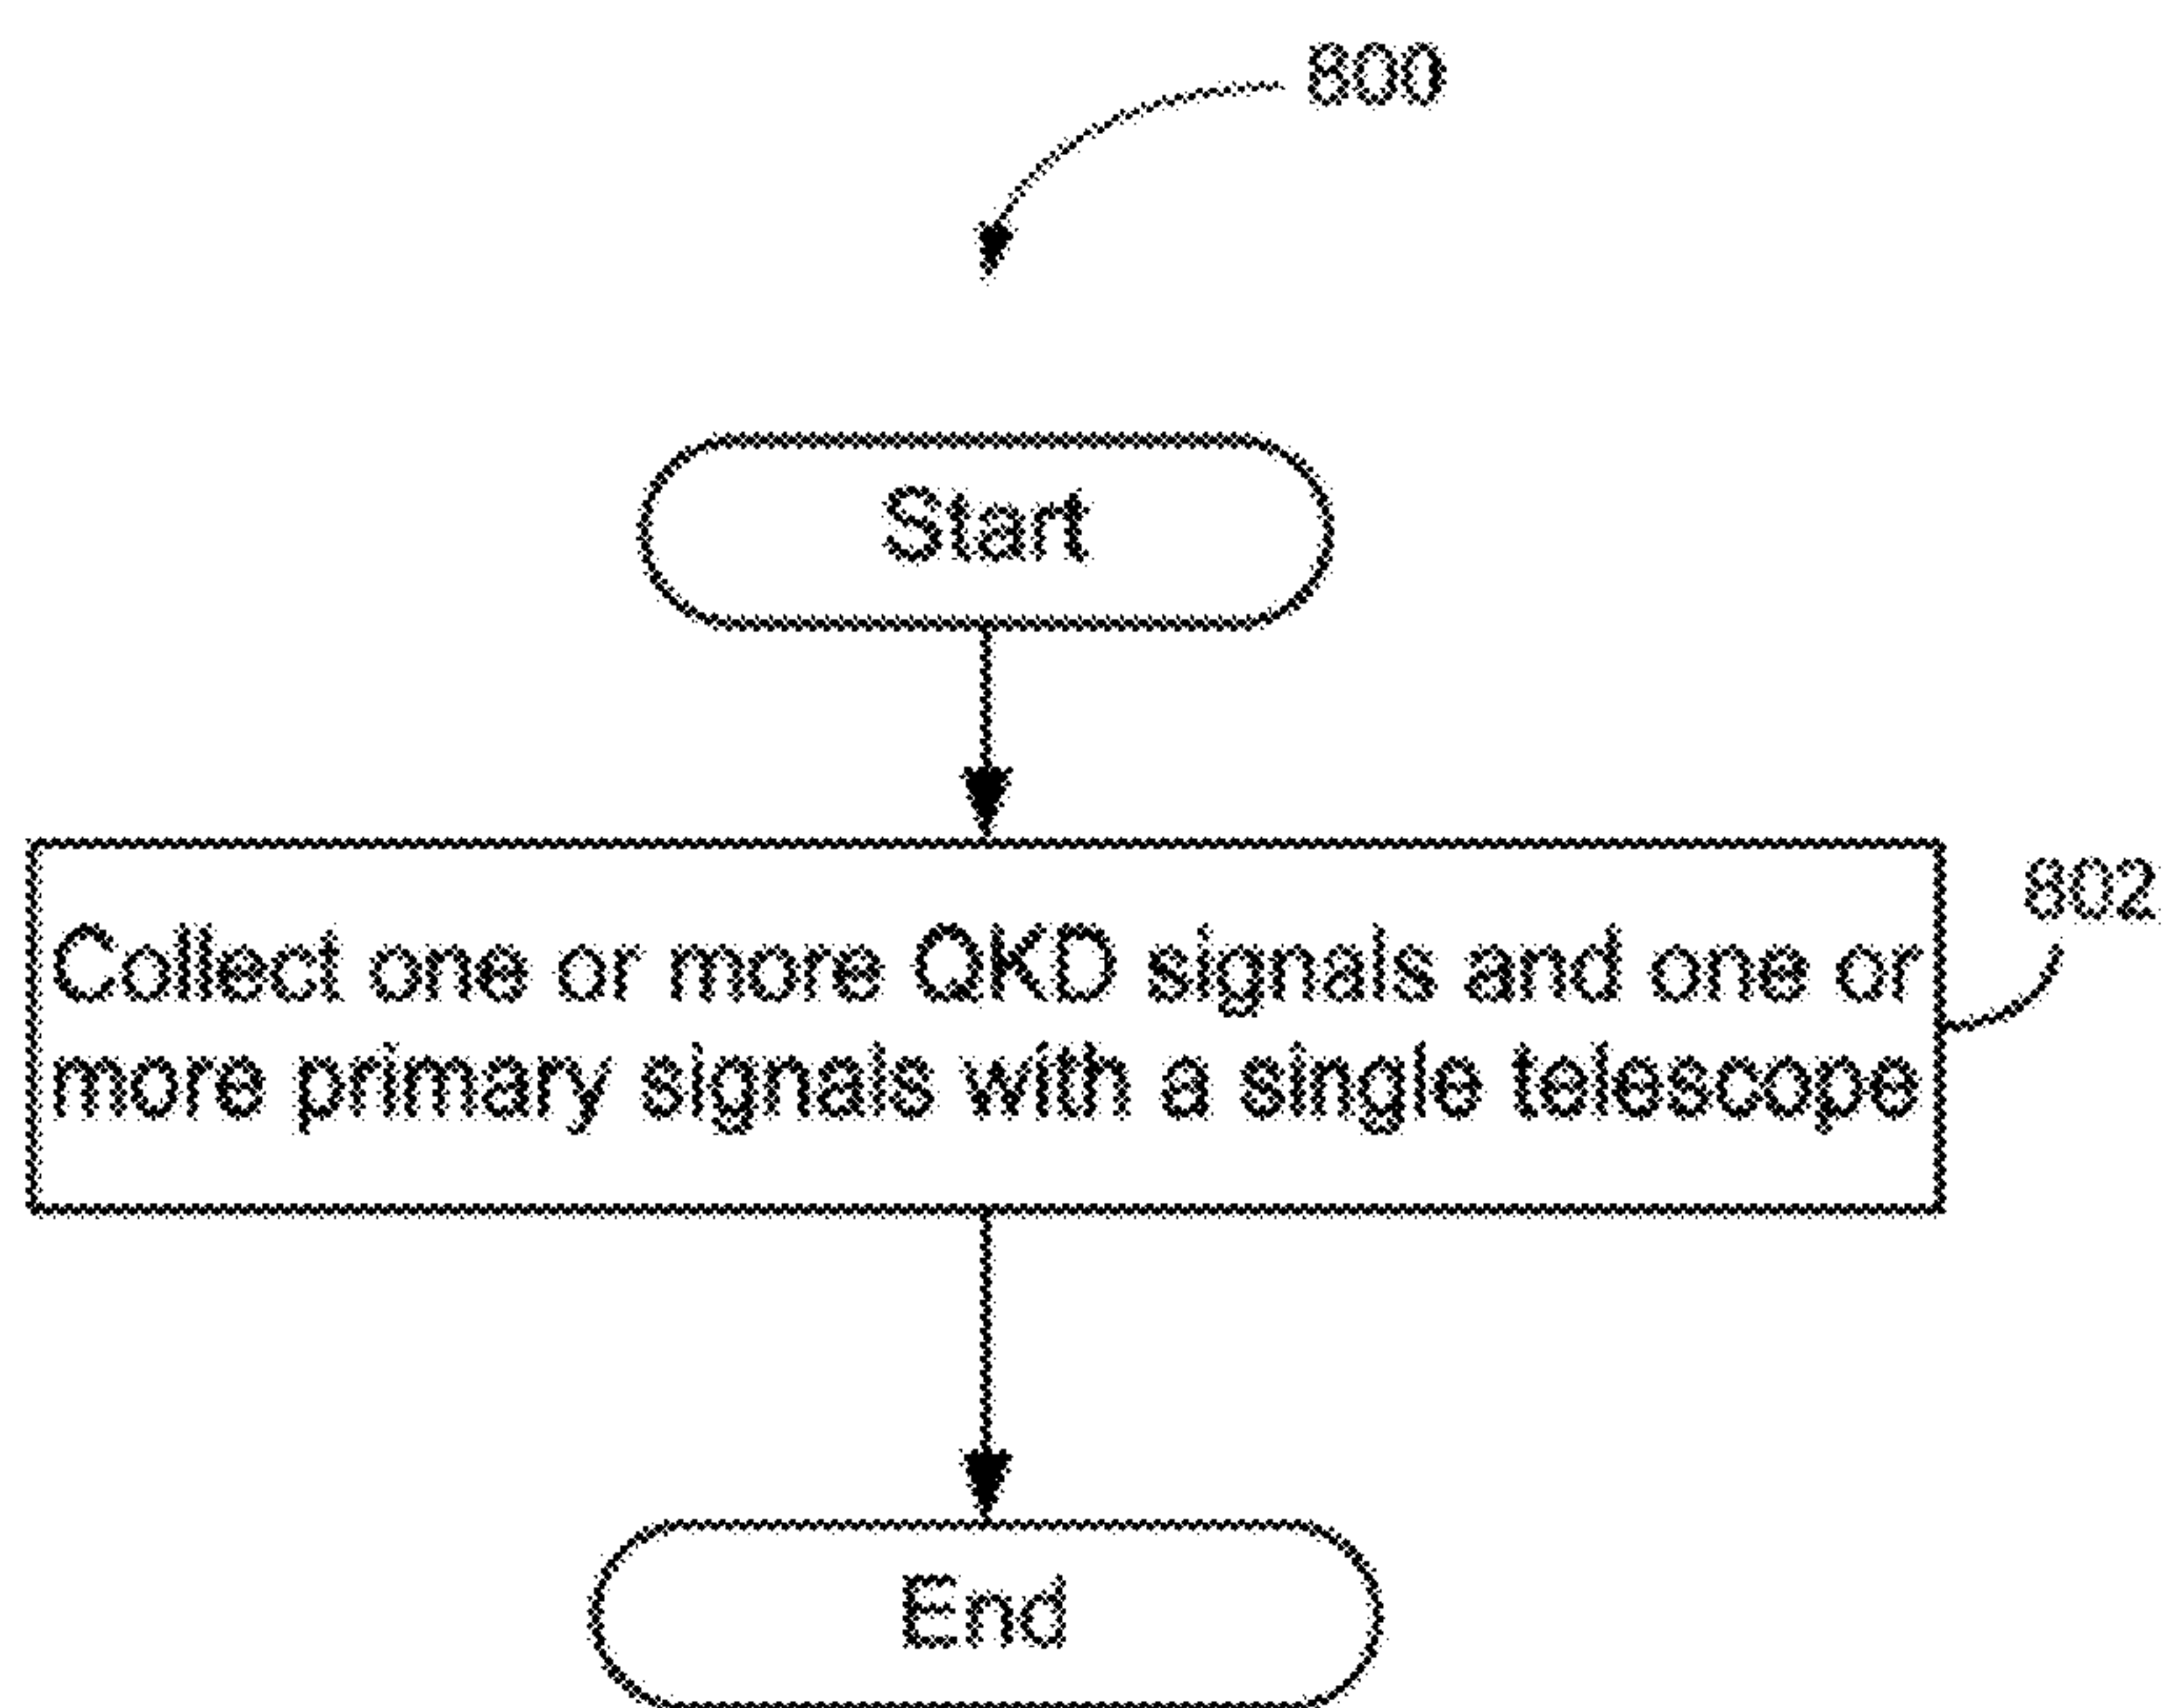 800
Start
802
Collect one or more QKD signals and one or
more primary signals with a single telescope
End